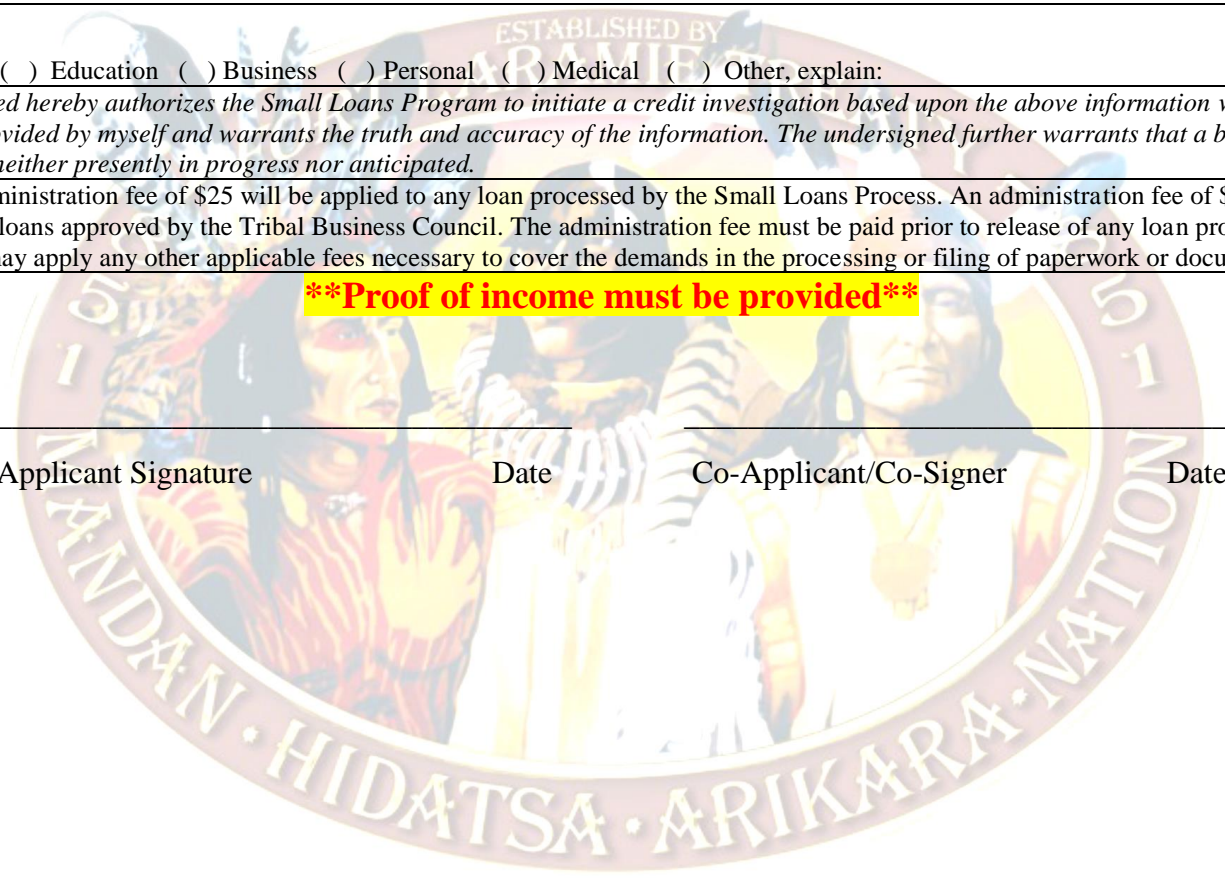 ESTABLISHED BY
LARAMIE TREATY
( ) Education ( ) Business ( ) Personal ( ) Medical ( ) Other, explain:
ed hereby authorizes the Small Loans Program to initiate a credit investigation based upon the above information
ovided by myself and warrants the truth and accuracy of the information. The undersigned further warrants that a b
neither presently in progress nor anticipated.
ministration fee of $25 will be applied to any loan processed by the Small Loans Process. An administration fee of $
loans approved by the Tribal Business Council. The administration fee must be paid prior to release of any loan pro
may apply any other applicable fees necessary to cover the demands in the processing or filing of paperwork or docu
**Proof of income must be provided**
Applicant Signature Date Co-Applicant/Co-Signer Date
MANDAN · HIDATSA · ARIKARA · NATION